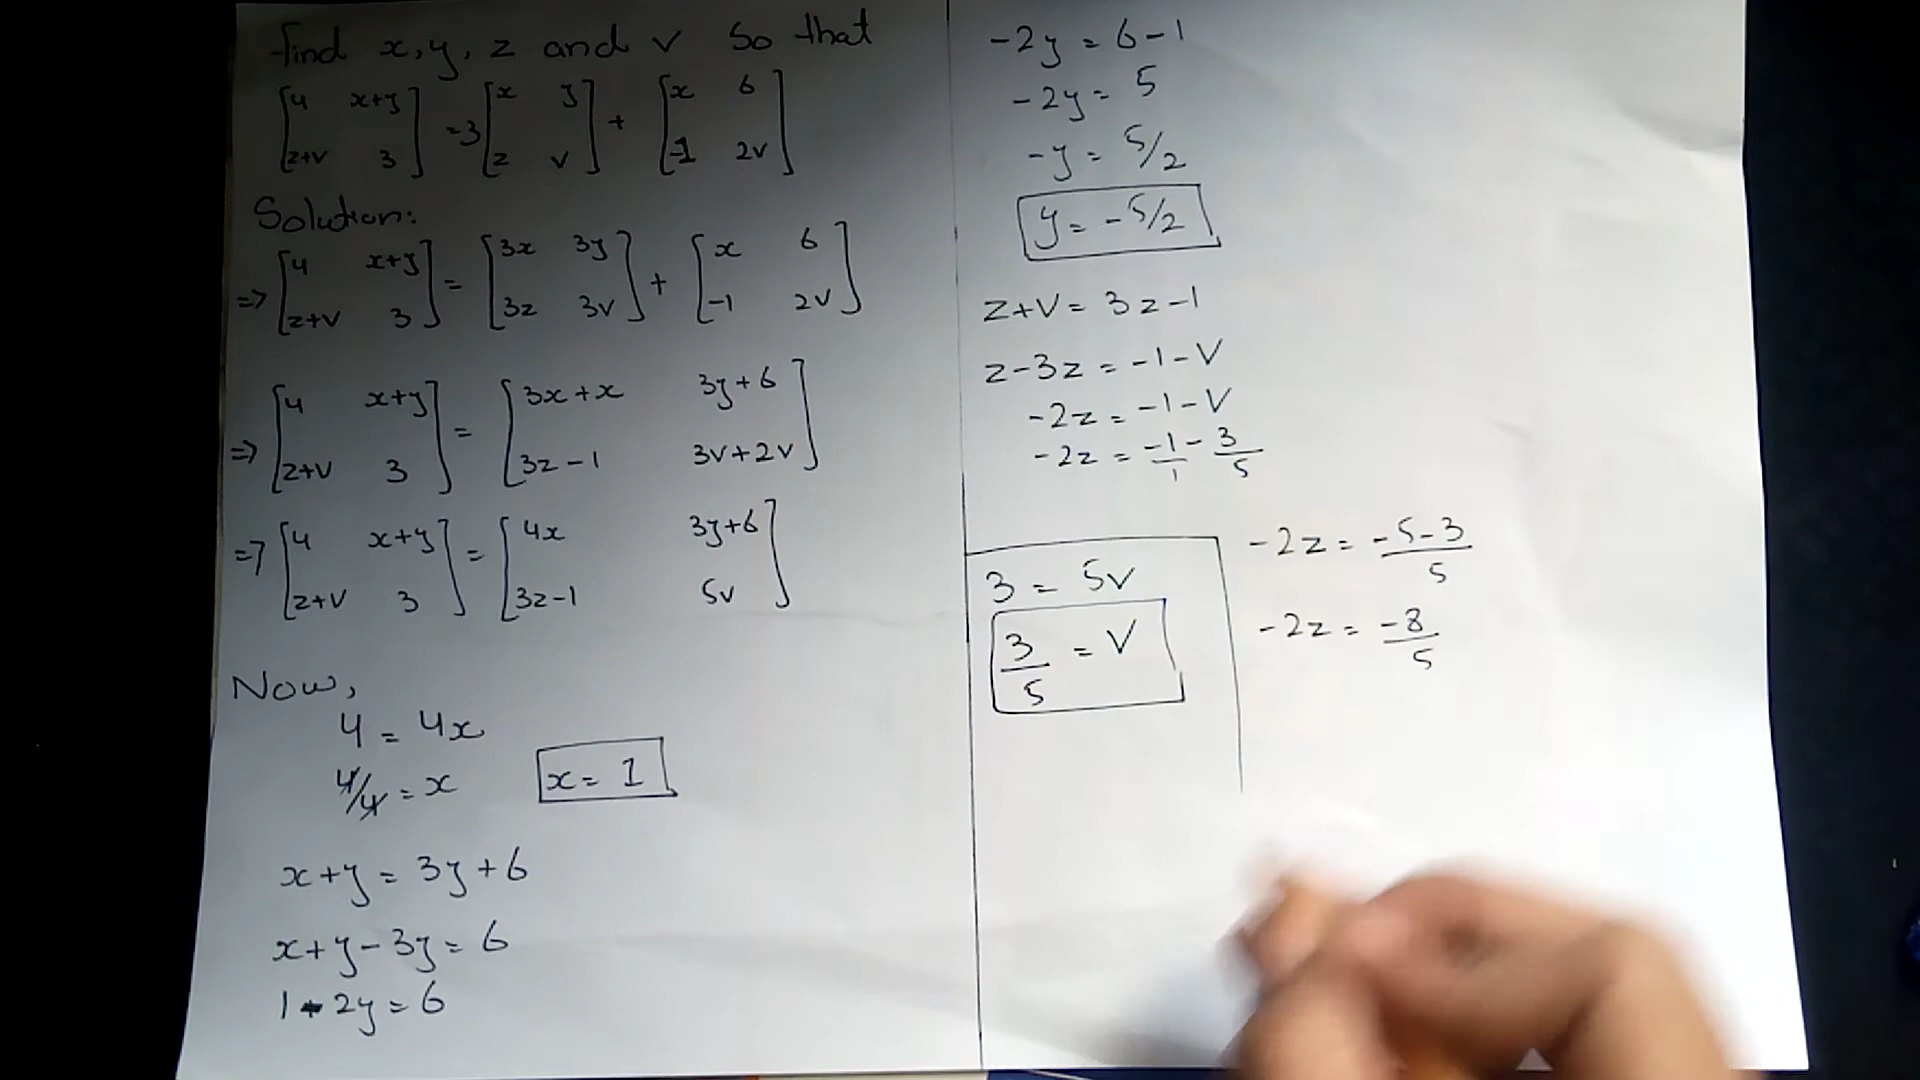 find x, y, z and v so that
[4 x+y
z+v 3] = 3 [x y
z v] + [x 6
-1 2v]
Solution:
=> [4 x+y
z+v 3] = [3x 3y
3z 3v] + [x 6
-1 2v]
=> [4 x+y
z+v 3] = [3x+x 3y+6
3z-1 3v+2v]
=> [4 x+y
z+v 3] = [4x 3y+6
3z-1 5v]
Now,
4 = 4x
4/4 = x x = 1
x+y = 3y+6
x+y-3y = 6
1-2y = 6
-2y = 6-1
-2y = 5
-y = 5/2
y = -5/2
z+v = 3z-1
z-3z = -1-v
-2z = -1-v
-2z = -1/1 - 3/5
3 = 5v
3/5 = v
-2z = -5-3/5
-2z = -8/5